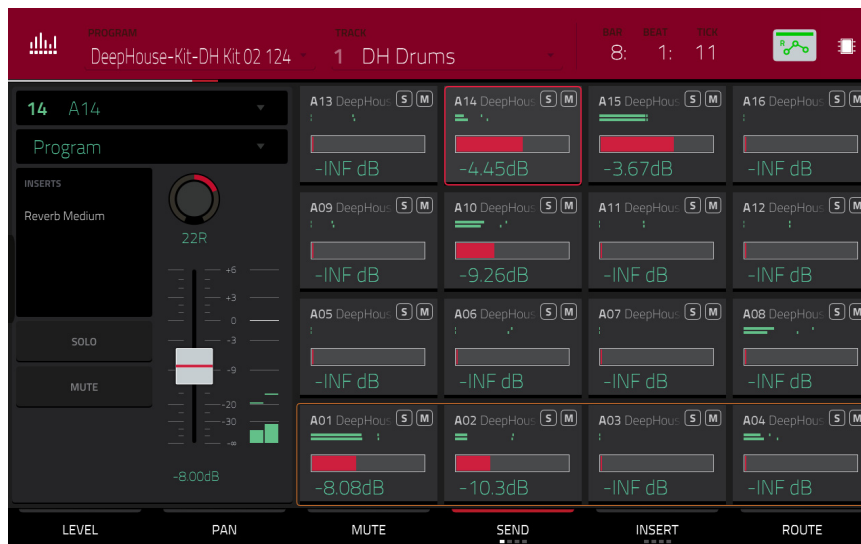 PROGRAM
DeepHouse-Kit-DH Kit 02 124
TRACK
1 DH Drums
BAR BEAT TICK
8: 1: 11
R
14 A14
Program
INSERTS
Reverb Medium
22R
+6
+3
0
-3
-9
-20
-30
-∞
SOLO
MUTE
-8.00dB
A13 DeepHous S M
-INF dB
A14 DeepHous S M
-4.45dB
A15 DeepHous S M
-3.67dB
A16 DeepHous S M
-INF dB
A09 DeepHous S M
-INF dB
A10 DeepHous S M
-9.26dB
A11 DeepHous S M
-INF dB
A12 DeepHous S M
-INF dB
A05 DeepHous S M
-INF dB
A06 DeepHous S M
-INF dB
A07 DeepHous S M
-INF dB
A08 DeepHous S M
-INF dB
A01 DeepHous S M
-8.08dB
A02 DeepHous S M
-10.3dB
A03 DeepHous S M
-INF dB
A04 DeepHous S M
-INF dB
LEVEL PAN MUTE SEND INSERT ROUTE